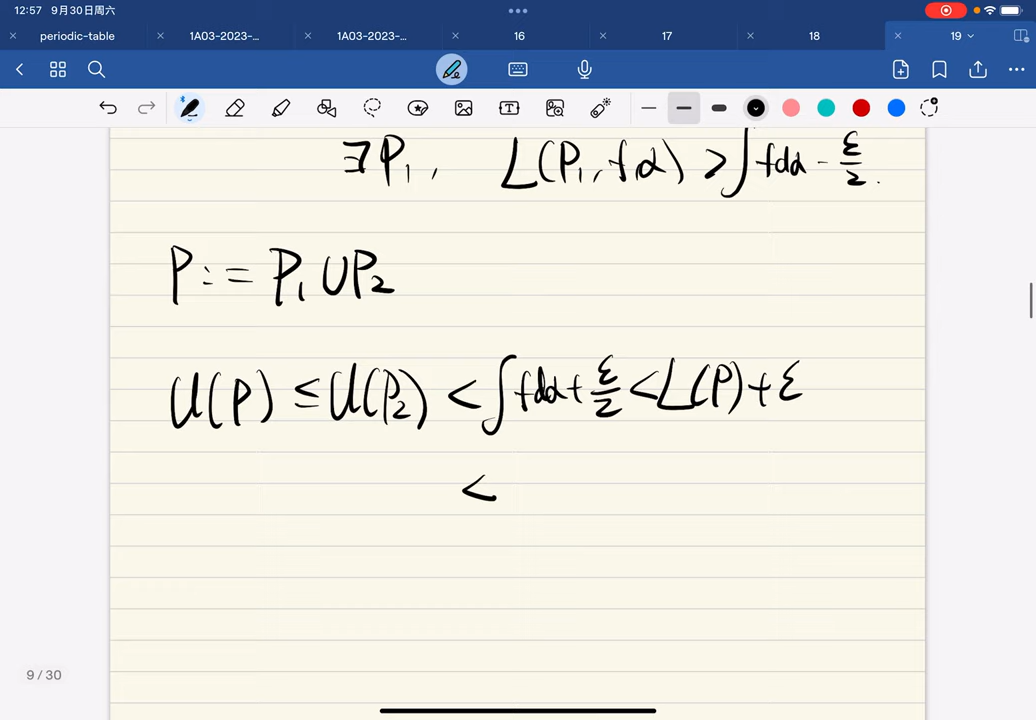 12:57 9月30日周六
periodic-table 1A03-2023-... 1A03-2023-... 16 17 18 19
∃P₁, L(P₁,f,α) > ∫fdα - ε/2.
P := P₁ ∪ P₂
U(P) ≤ U(P₂) < ∫fdα + ε/2 < L(P) + ε
<
9 / 30